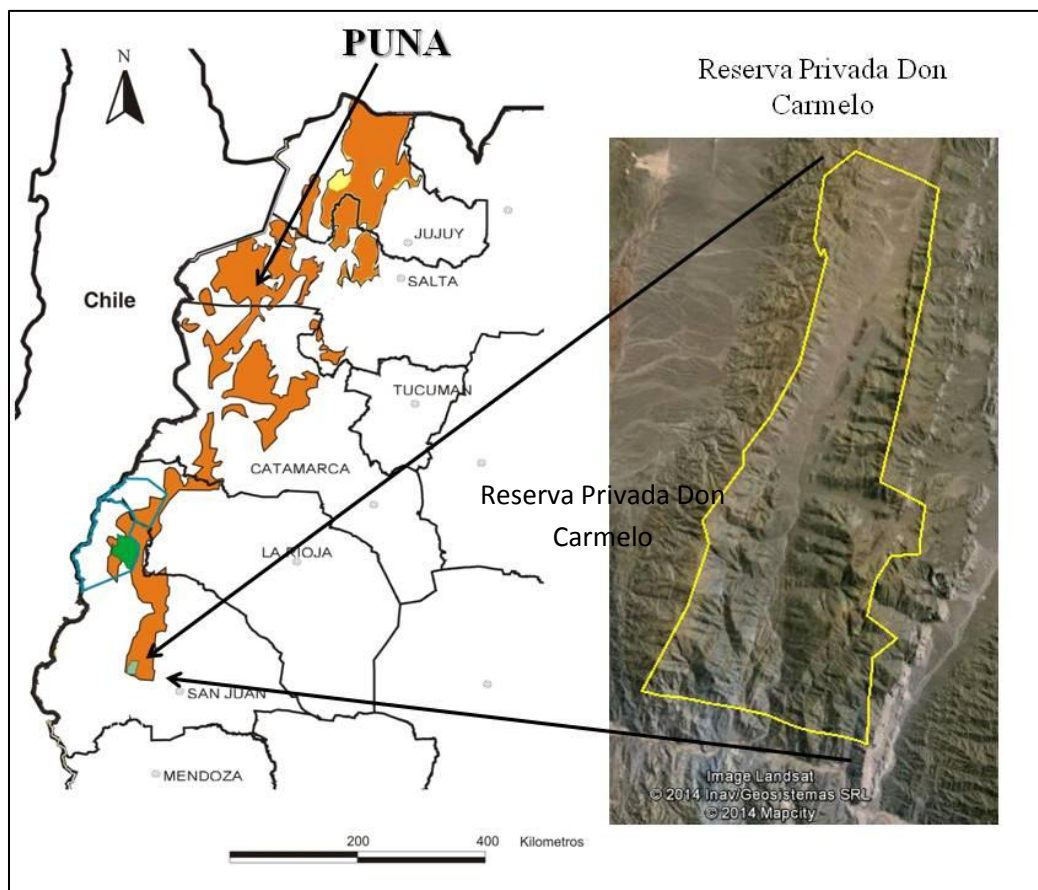 PUNA
Reserva Privada Don
Carmelo
N
JUJUY
SALTA
Chile
TUCUMAN
CATAMARCA
Reserva Privada Don
Carmelo
LA RIOJA
SAN JUAN
MENDOZA
Image Landsat
© 2014 Inav/Geosistemas SRL
© 2014 Mapcity
200
400
Kilometros